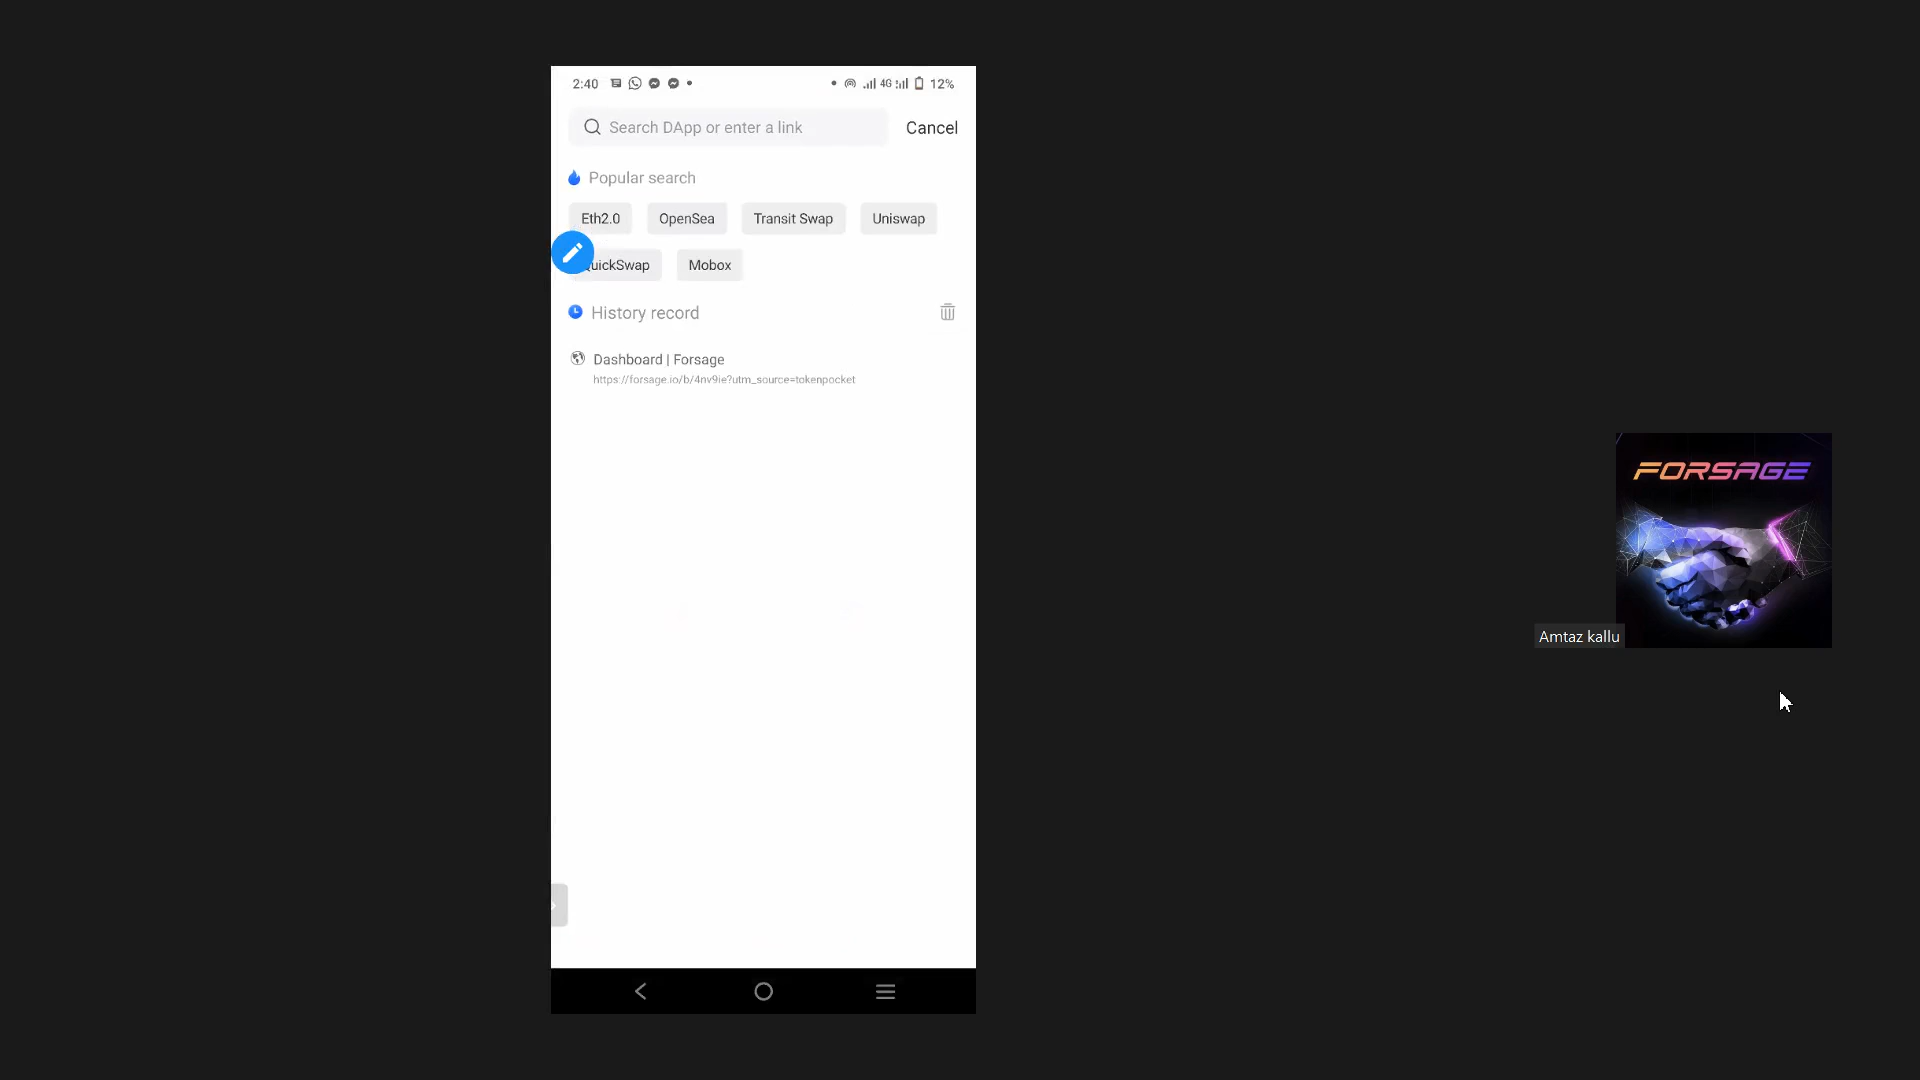 2:40 4G 12%
Search DApp or enter a link Cancel
Popular search
Eth2.0 OpenSea Transit Swap Uniswap
uickSwap Mobox
History record
Dashboard | Forsage
https://forsage.io/b/4nv9ie?utm_source=tokenpocket
FORSAGE
Amtaz kallu